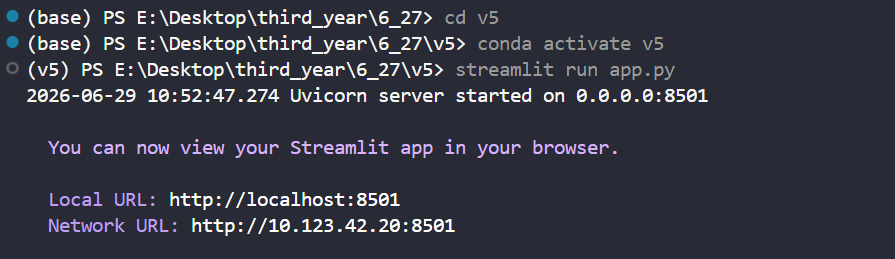 (base) PS E:\Desktop\third_year\6_27> cd v5
(base) PS E:\Desktop\third_year\6_27\v5> conda activate v5
(v5) PS E:\Desktop\third_year\6_27\v5> streamlit run app.py
2026-06-29 10:52:47.274 Uvicorn server started on 0.0.0.0:8501
You can now view your Streamlit app in your browser.
Local URL: http://localhost:8501
Network URL: http://10.123.42.20:8501